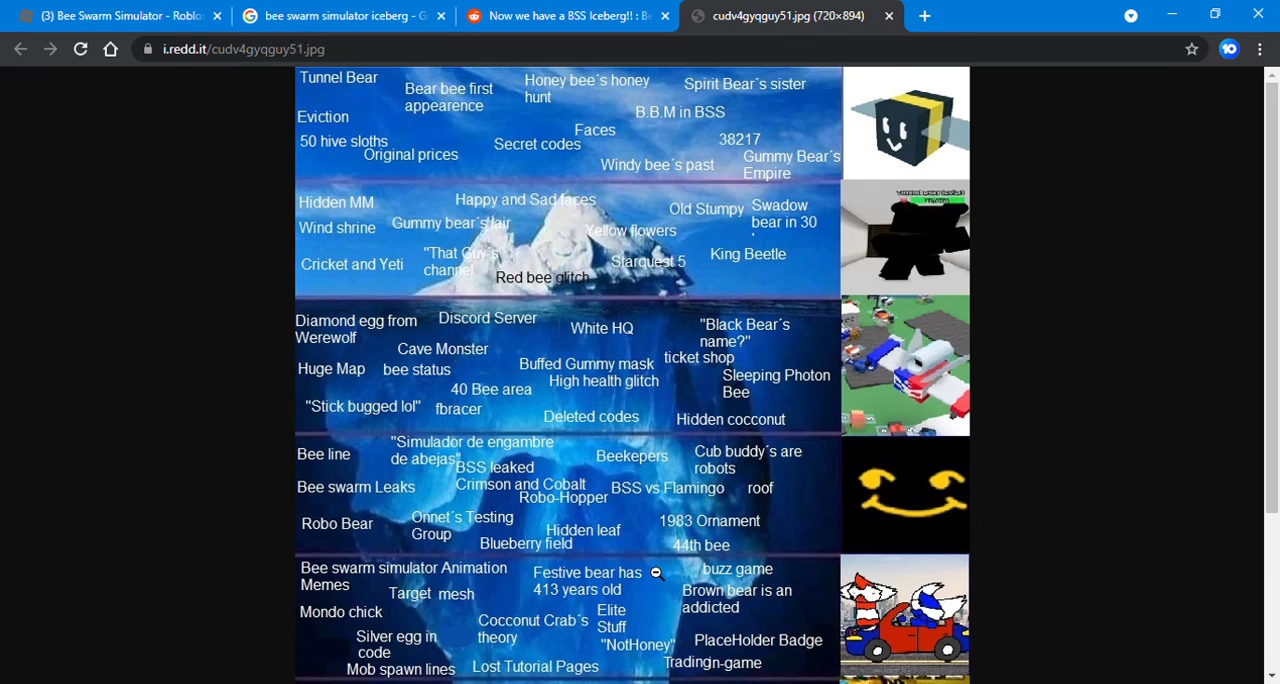 (3) Bee Swarm Simulator - Roblo
bee swarm simulator iceberg - G
Now we have a BSS Iceberg!! : Be
cudv4gyqguy51.jpg (720×894)
i.redd.it/cudv4gyqguy51.jpg
10
Tunnel Bear
Bear bee first
appearence
Honey bee´s honey
hunt
Spirit Bear´s sister
Eviction
B.B.M in BSS
50 hive sloths
Original prices
Secret codes
Faces
38217
Windy bee´s past
Gummy Bear´s
Empire
Hidden MM
Happy and Sad faces
Old Stumpy
Swadow
bear in 30
Wind shrine
Gummy bear´s lair
Yellow flowers
Cricket and Yeti
"That Guy´s"
channel
Red bee glitch
Starquest 5
King Beetle
Diamond egg from
Werewolf
Discord Server
White HQ
"Black Bear´s
name?"
Cave Monster
ticket shop
Huge Map
bee status
Buffed Gummy mask
High health glitch
Sleeping Photon
Bee
40 Bee area
"Stick bugged lol"
fbracer
Deleted codes
Hidden cocconut
Bee line
"Simulador de engambre
de abejas"
BSS leaked
Beekepers
Cub buddy´s are
robots
Bee swarm Leaks
Crimson and Cobalt
Robo-Hopper
BSS vs Flamingo
roof
Robo Bear
Onnet´s Testing
Group
Hidden leaf
1983 Ornament
Blueberry field
44th bee
Bee swarm simulator Animation
Memes
Festive bear has
413 years old
buzz game
Target mesh
Brown bear is an
addicted
Mondo chick
Cocconut Crab´s
theory
Elite
Stuff
Silver egg in
code
"NotHoney"
PlaceHolder Badge
Mob spawn lines
Lost Tutorial Pages
Trading
in-game